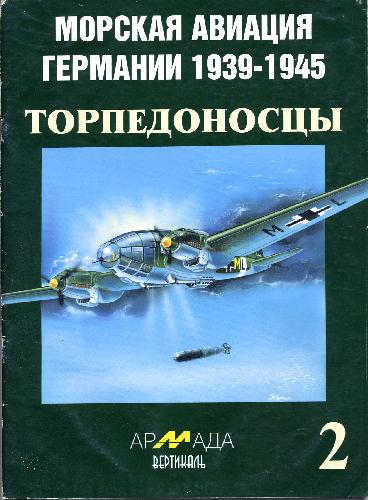 МОРСКАЯ АВИАЦИЯ
ГЕРМАНИИ 1939-1945
ТОРПЕДОНОСЦЫ
M
L
АРМАДА
ВЕРТИКАЛЬ
2